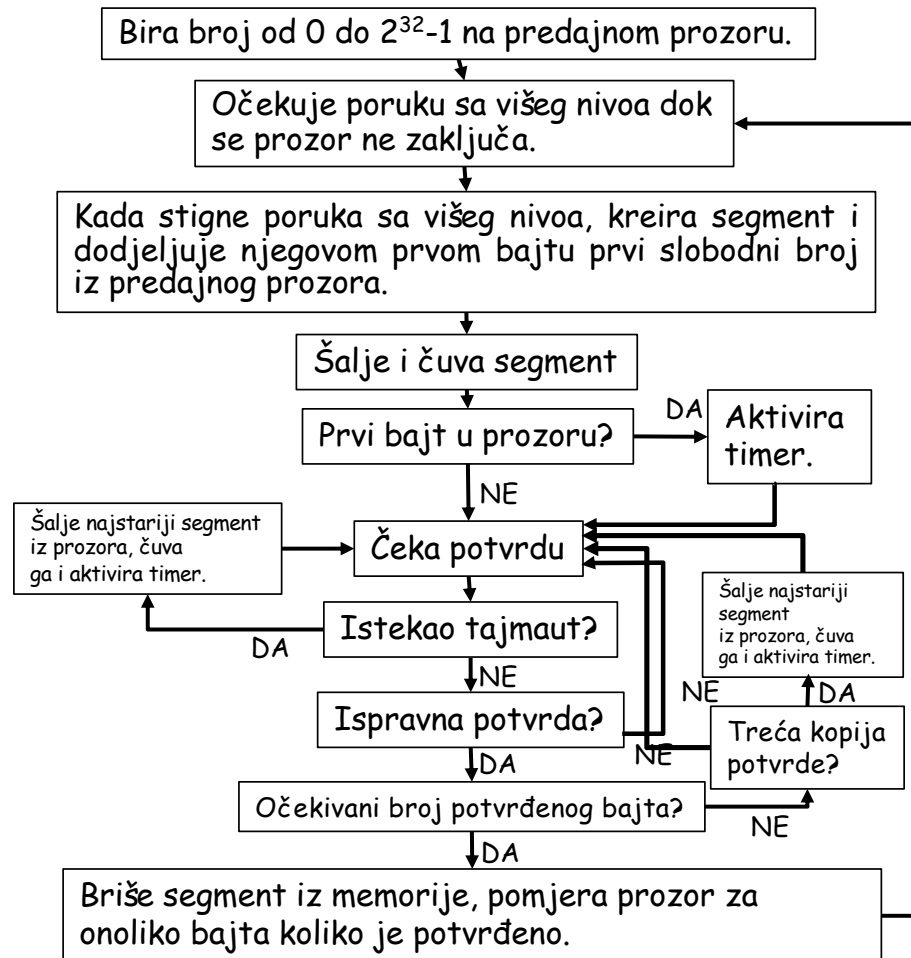 Bira broj od 0 do 2³²-1 na predajnom prozoru.
Očekuje poruku sa višeg nivoa dok
se prozor ne zaključa.
Kada stigne poruka sa višeg nivoa, kreira segment i
dodjeljuje njegovom prvom bajtu prvi slobodni broj
iz predajnog prozora.
Šalje i čuva segment
Prvi bajt u prozoru?
DA
Aktivira
timer.
NE
Šalje najstariji segment
iz prozora, čuva
ga i aktivira timer.
Čeka potvrdu
Šalje najstariji
segment
iz prozora, čuva
ga i aktivira timer.
Istekao tajmaut?
DA
NE
NE
DA
Ispravna potvrda?
NE
Treća kopija
potvrde?
DA
Očekivani broj potvrđenog bajta?
NE
DA
Briše segment iz memorije, pomjera prozor za
onoliko bajta koliko je potvrđeno.